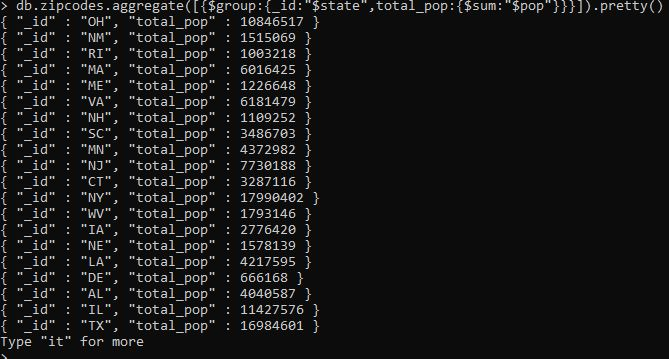 > db.zipcodes.aggregate([{$group:{_id:"$state",total_pop:{$sum:"$pop"}}}]).pretty()
{ "_id" : "OH", "total_pop" : 10846517 }
{ "_id" : "NM", "total_pop" : 1515069 }
{ "_id" : "RI", "total_pop" : 1003218 }
{ "_id" : "MA", "total_pop" : 6016425 }
{ "_id" : "ME", "total_pop" : 1226648 }
{ "_id" : "VA", "total_pop" : 6181479 }
{ "_id" : "NH", "total_pop" : 1109252 }
{ "_id" : "SC", "total_pop" : 3486703 }
{ "_id" : "MN", "total_pop" : 4372982 }
{ "_id" : "NJ", "total_pop" : 7730188 }
{ "_id" : "CT", "total_pop" : 3287116 }
{ "_id" : "NY", "total_pop" : 17990402 }
{ "_id" : "WV", "total_pop" : 1793146 }
{ "_id" : "IA", "total_pop" : 2776420 }
{ "_id" : "NE", "total_pop" : 1578139 }
{ "_id" : "LA", "total_pop" : 4217595 }
{ "_id" : "DE", "total_pop" : 666168 }
{ "_id" : "AL", "total_pop" : 4040587 }
{ "_id" : "IL", "total_pop" : 11427576 }
{ "_id" : "TX", "total_pop" : 16984601 }
Type "it" for more
>